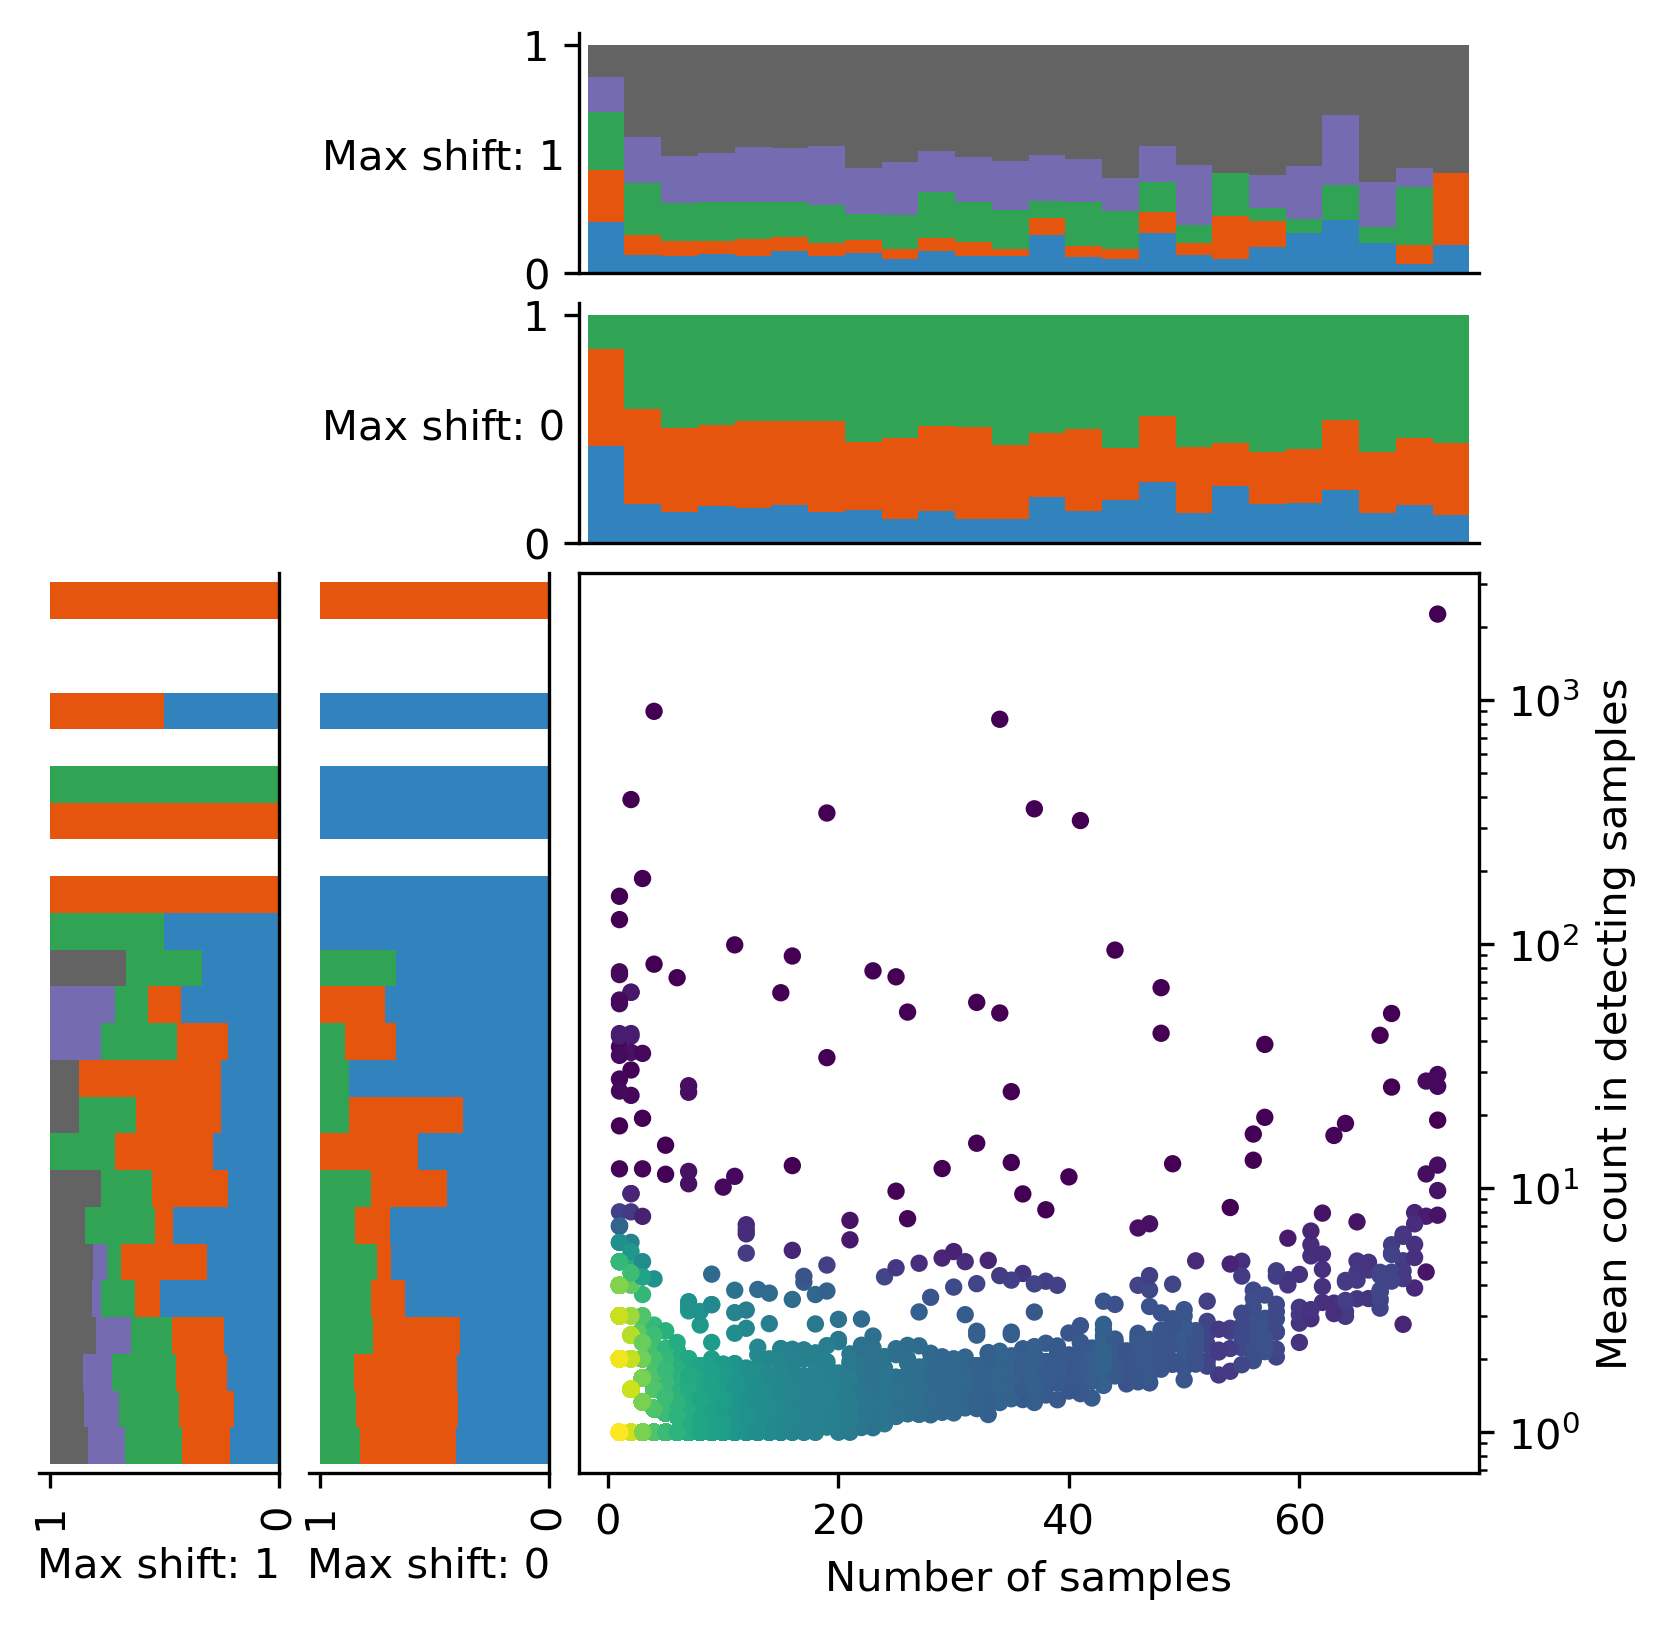 1
Max shift: 1
0
1
Max shift: 0
0
10³
10²
10¹
10⁰
Mean count in detecting samples
1
0
Max shift: 1
1
0
Max shift: 0
0
20
40
60
Number of samples